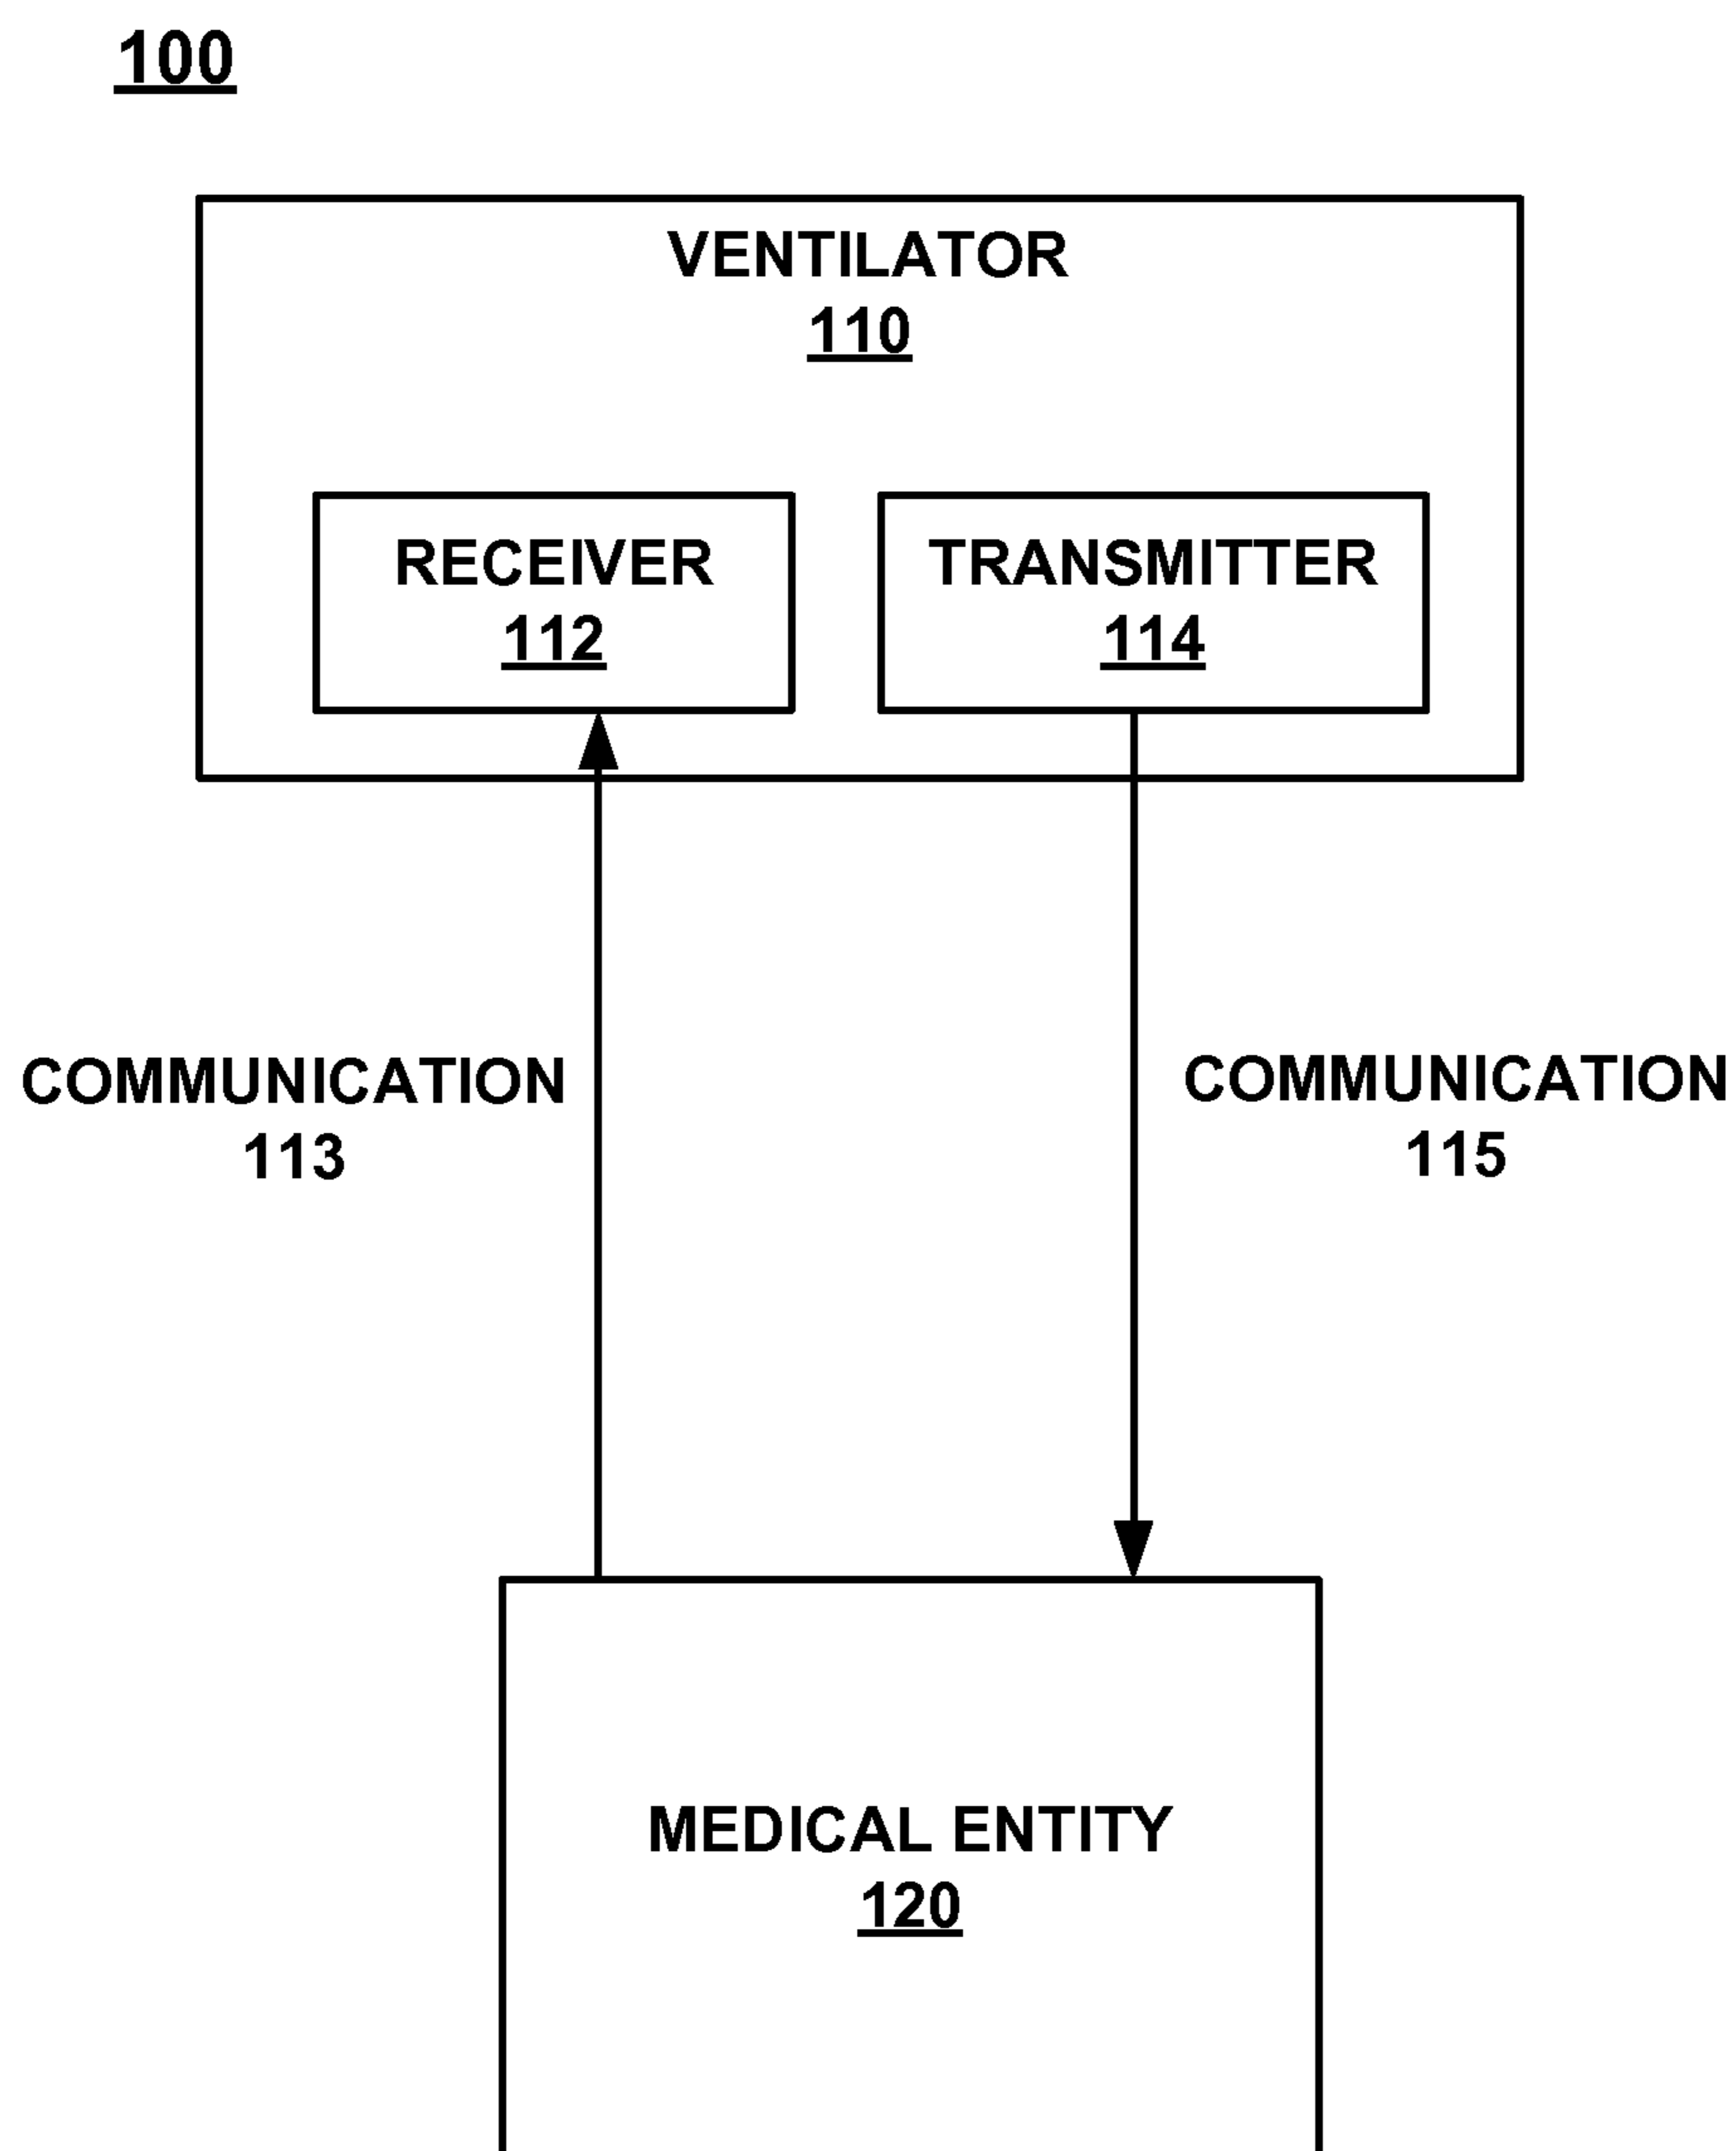 100
VENTILATOR
110
RECEIVER
112
TRANSMITTER
114
COMMUNICATION
113
COMMUNICATION
115
MEDICAL ENTITY
120